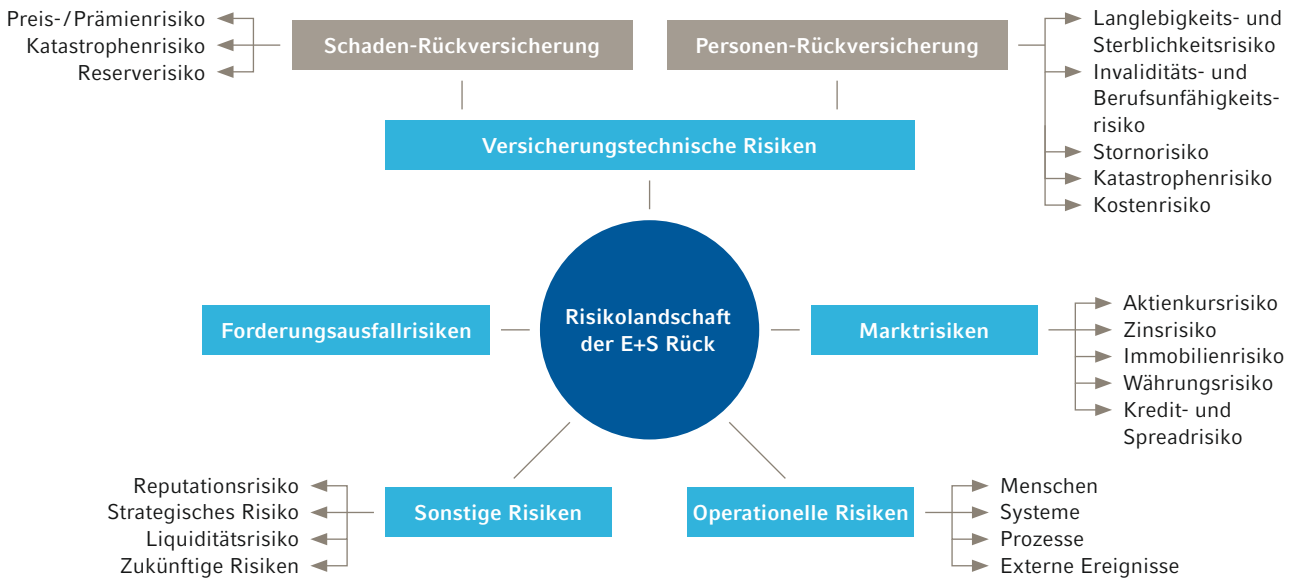 Preis-/Prämienrisiko
Katastrophenrisiko
Reserverisiko
Schaden-Rückversicherung
Personen-Rückversicherung
Langlebigkeits- und
Sterblichkeitsrisiko
Invaliditäts- und
Berufsunfähigkeits-
risiko
Stornorisiko
Katastrophenrisiko
Kostenrisiko
Versicherungstechnische Risiken
Forderungsausfallrisiken
Risikolandschaft
der E+S Rück
Marktrisiken
Aktienkursrisiko
Zinsrisiko
Immobilienrisiko
Währungsrisiko
Kredit- und
Spreadrisiko
Reputationsrisiko
Strategisches Risiko
Liquiditätsrisiko
Zukünftige Risiken
Sonstige Risiken
Operationelle Risiken
Menschen
Systeme
Prozesse
Externe Ereignisse